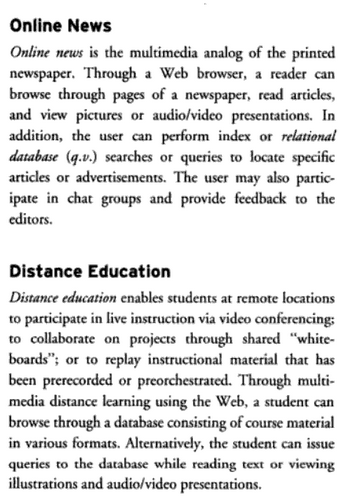 Online News
Online news is the multimedia analog of the printed
newspaper. Through a Web browser, a reader can
browse through pages of a newspaper, read articles,
and view pictures or audio/video presentations. In
addition, the user can perform index or relational
database (q.v.) searches or queries to locate specific
articles or advertisements. The user may also partic-
ipate in chat groups and provide feedback to the
editors.
Distance Education
Distance education enables students at remote locations
to participate in live instruction via video conferencing;
to collaborate on projects through shared “white-
boards”; or to replay instructional material that has
been prerecorded or preorchestrated. Through multi-
media distance learning using the Web, a student can
browse through a database consisting of course material
in various formats. Alternatively, the student can issue
queries to the database while reading text or viewing
illustrations and audio/video presentations.